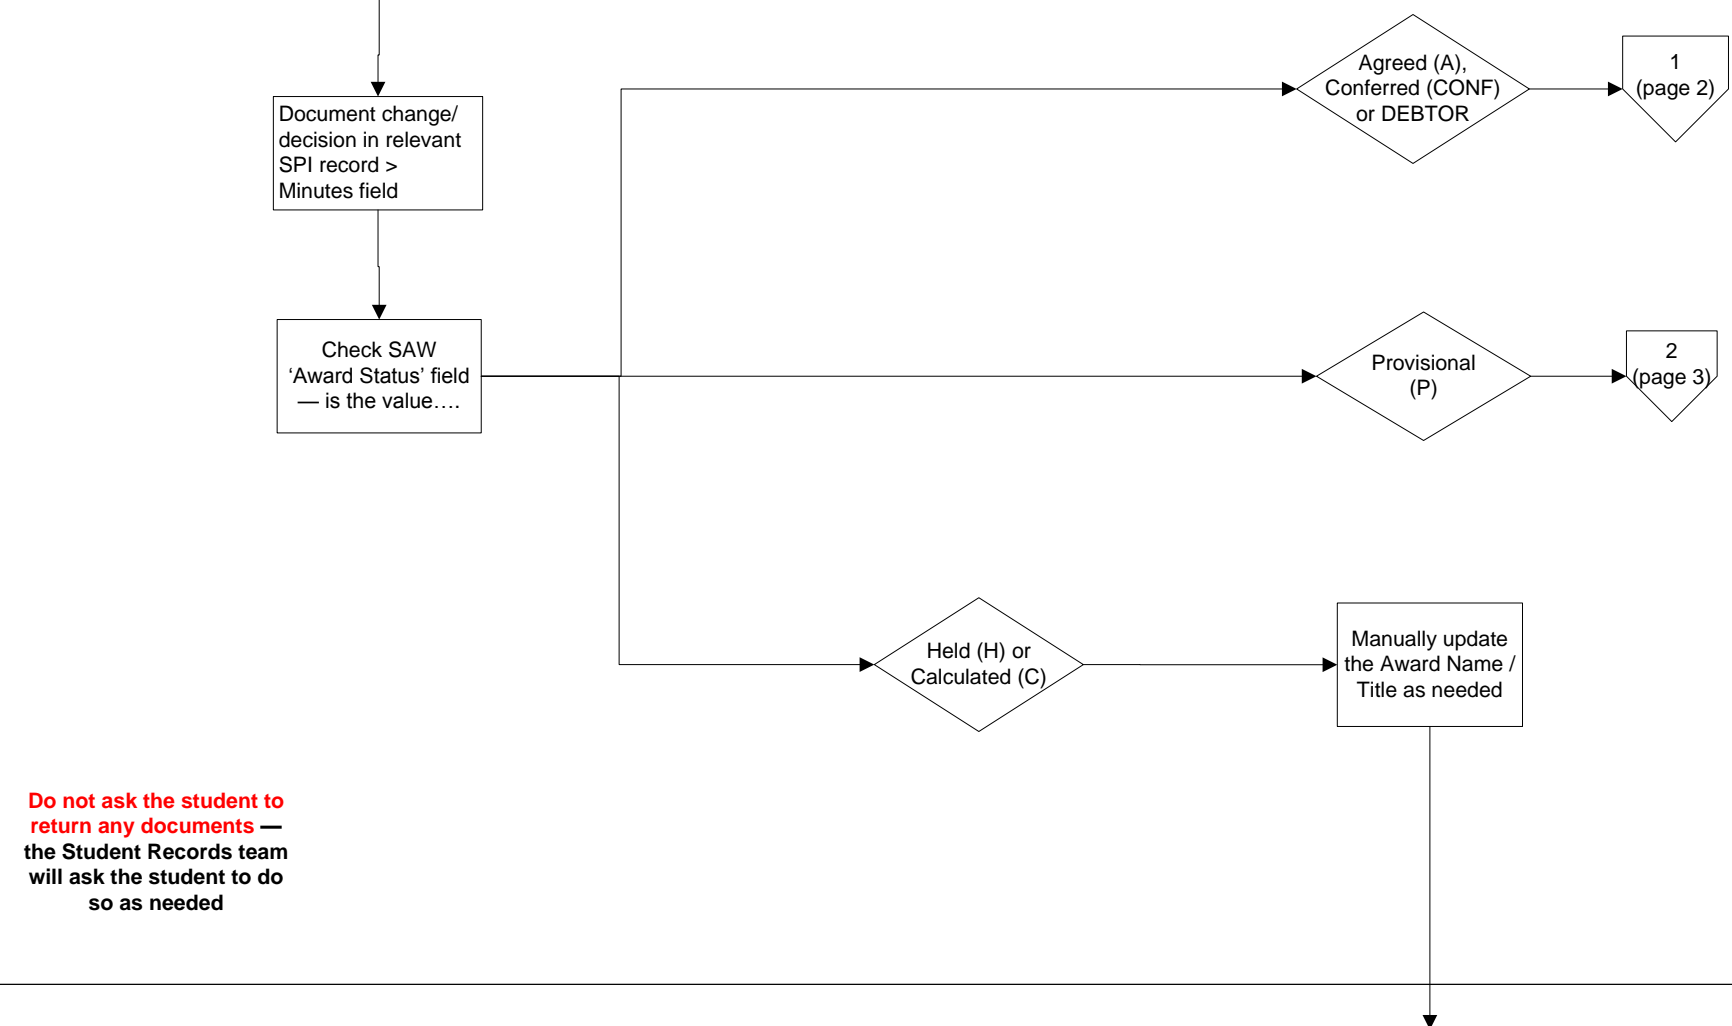 Agreed (A),
Conferred (CONF)
or DEBTOR
1
(page 2)
Document change/
decision in relevant
SPI record >
Minutes field
Check SAW
‘Award Status’ field
— is the value….
Provisional
(P)
2
(page 3)
Held (H) or
Calculated (C)
Manually update
the Award Name /
Title as needed
Do not ask the student to
return any documents —
the Student Records team
will ask the student to do
so as needed